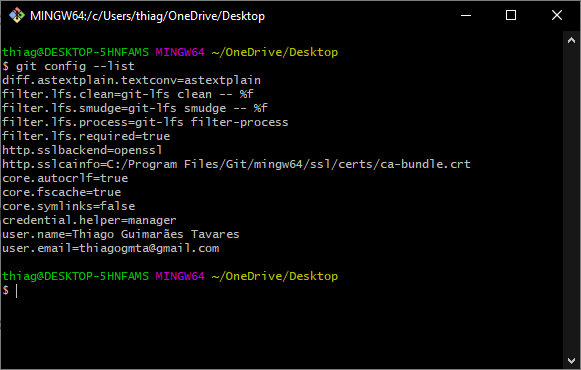 MINGW64:/c/Users/thiag/OneDrive/Desktop
thiag@DESKTOP-5HNFAMS MINGW64 ~/OneDrive/Desktop
$ git config --list
diff.astextplain.textconv=astextplain
filter.lfs.clean=git-lfs clean -- %f
filter.lfs.smudge=git-lfs smudge -- %f
filter.lfs.process=git-lfs filter-process
filter.lfs.required=true
http.sslbackend=openssl
http.sslcainfo=C:/Program Files/Git/mingw64/ssl/certs/ca-bundle.crt
core.autocrlf=true
core.fscache=true
core.symlinks=false
credential.helper=manager
user.name=Thiago Guimarães Tavares
user.email=thiagogmta@gmail.com
thiag@DESKTOP-5HNFAMS MINGW64 ~/OneDrive/Desktop
$